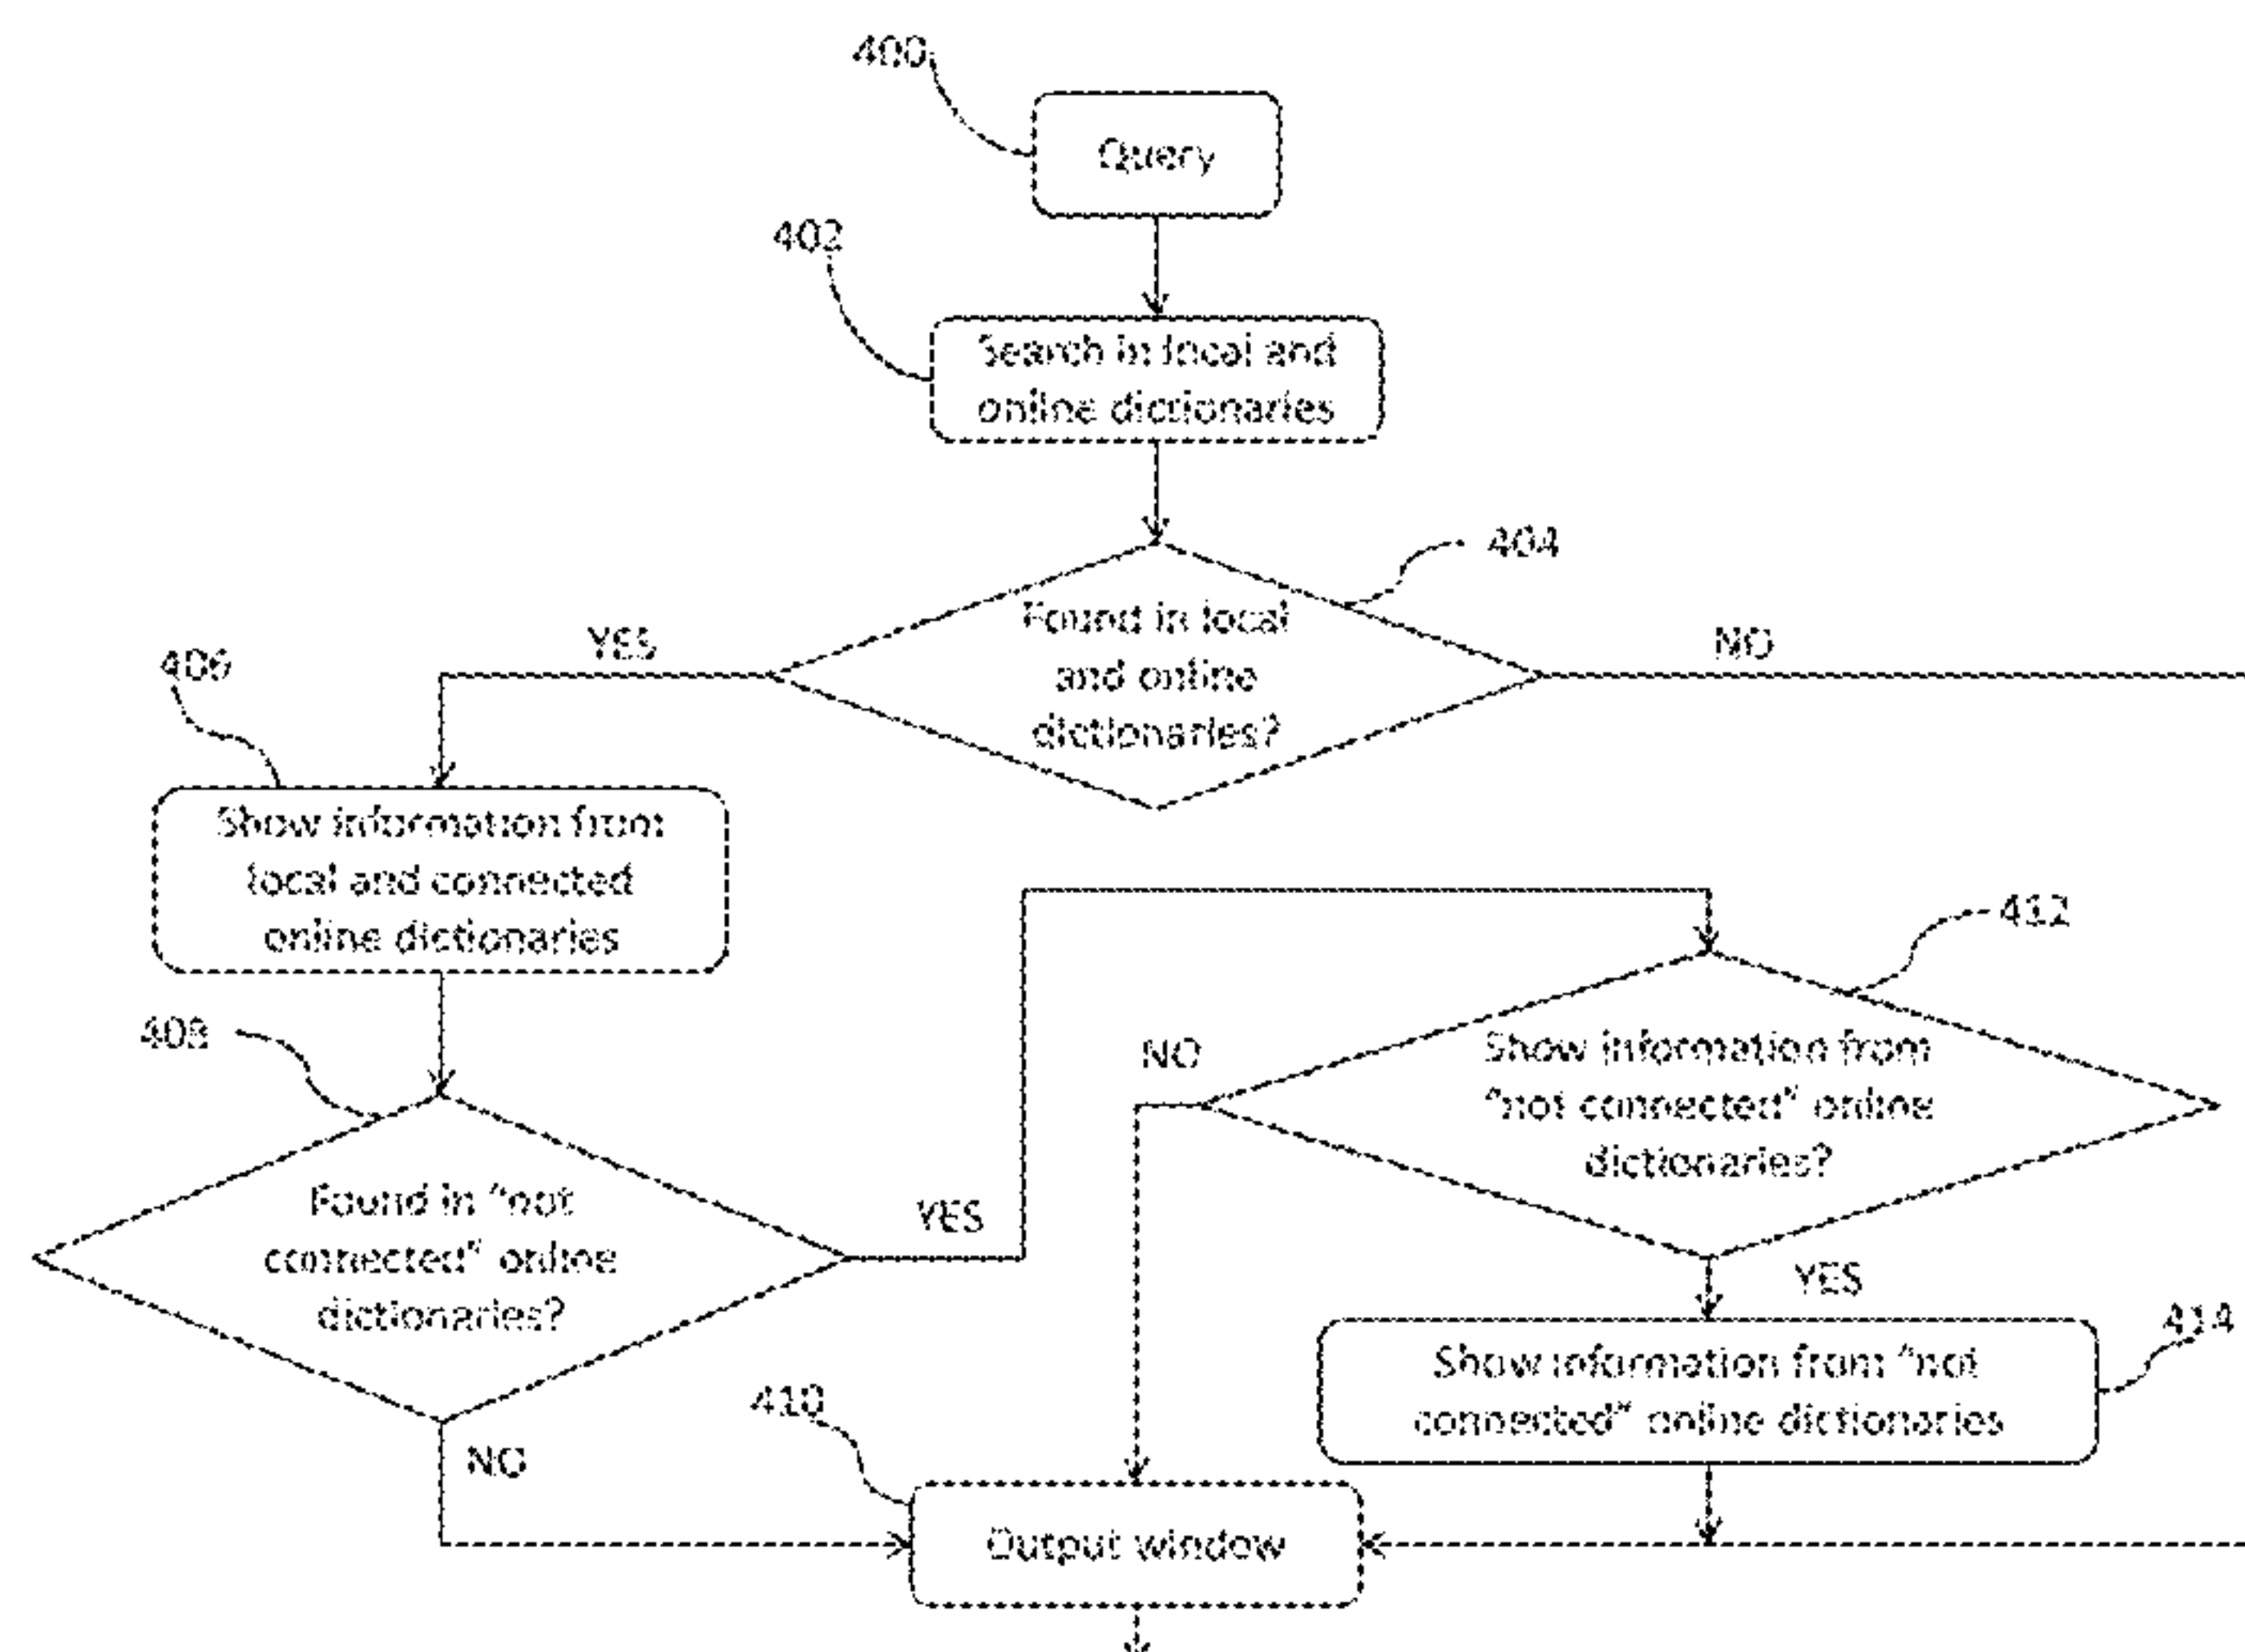 400
Query
402
Search in local and
online dictionaries
404
Found in local
and online
dictionaries?
YES
NO
406
Show information from
local and connected
online dictionaries
412
408
NO
Show information from
"not connected" online
dictionaries?
Found in "not
connected" online
dictionaries?
YES
YES
414
Show information from "not
connected" online dictionaries
410
NO
Output window